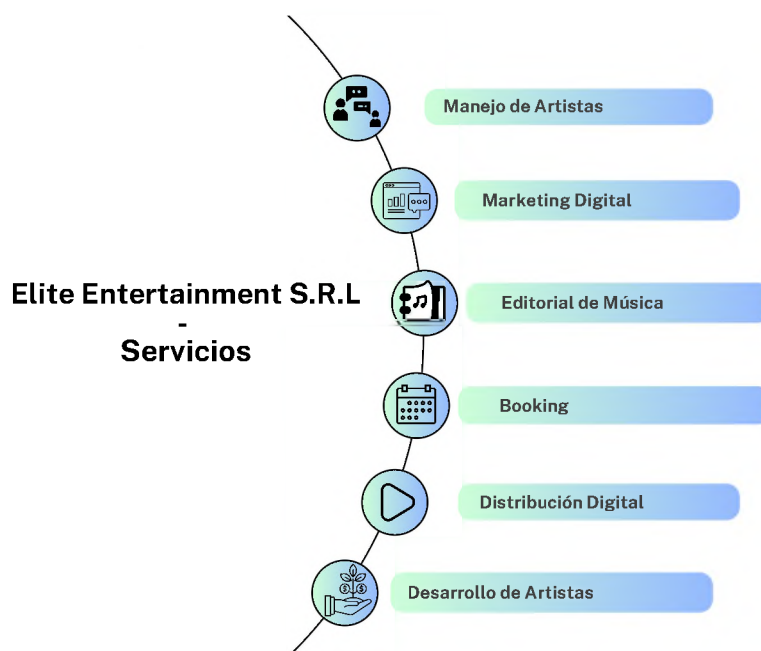 Elite Entertainment S.R.L
-
Servicios
Manejo de Artistas
Marketing Digital
Editorial de Música
Booking
Distribución Digital
Desarrollo de Artistas